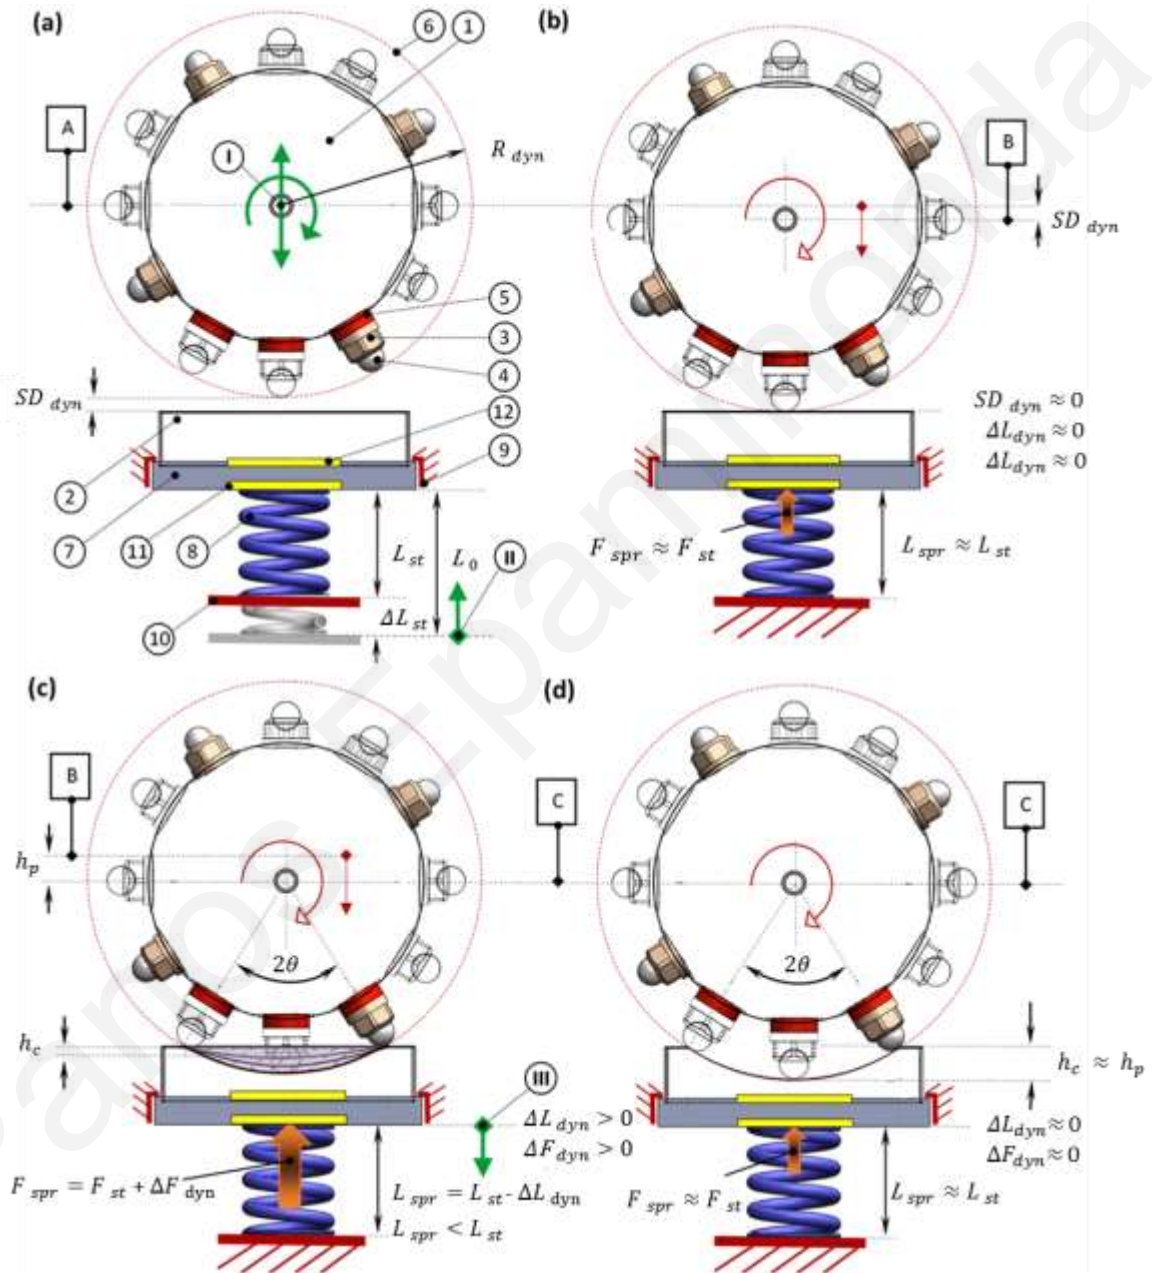 (a)
6
1
A
I
R dyn
5
3
4
12
9
SD dyn
2
7
11
8
10
L st
L 0
ΔL st
II
(b)
B
SD dyn
SD dyn ≈ 0
ΔL dyn ≈ 0
ΔL dyn ≈ 0
F spr ≈ F st
L spr ≈ L st
(c)
B
h p
2θ
h c
III
ΔL dyn > 0
ΔF dyn > 0
F spr = F st + ΔF dyn
L spr = L st - ΔL dyn
L spr < L st
(d)
C
C
2θ
h c ≈ h p
ΔL dyn ≈ 0
ΔF dyn ≈ 0
F spr ≈ F st
L spr ≈ L st
Panos Epaminonda